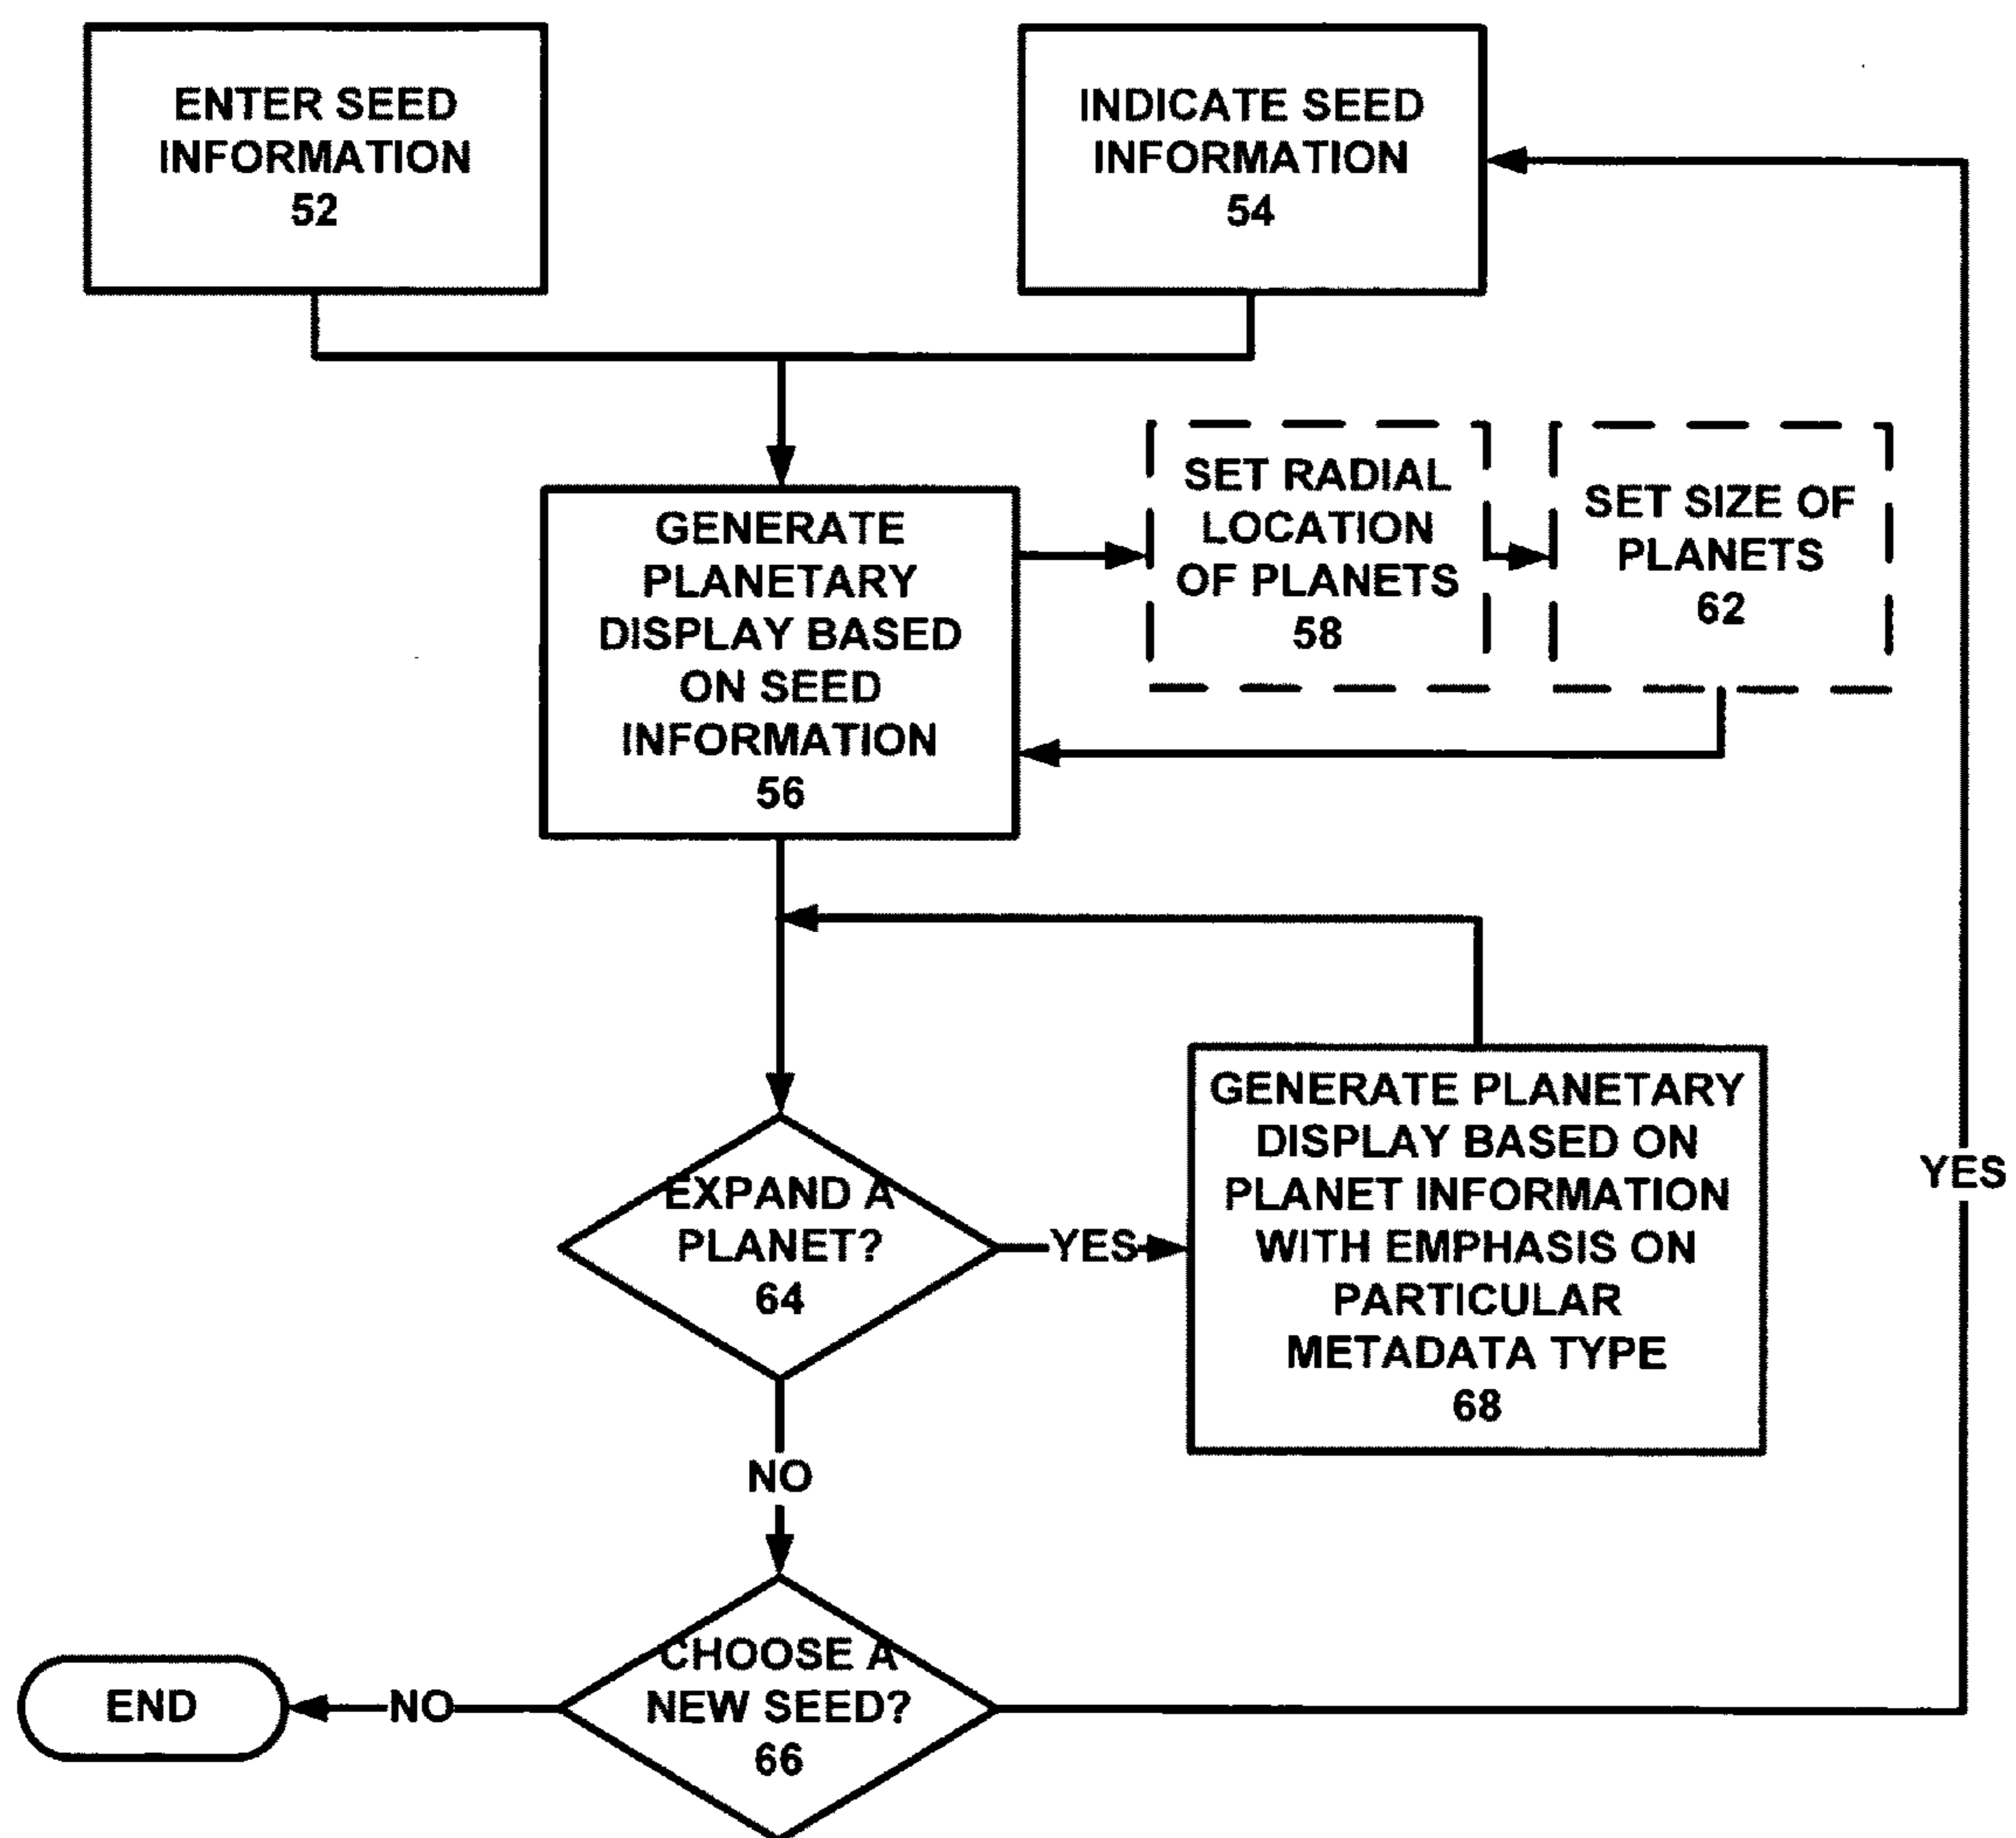 ENTER SEED
INFORMATION
52
INDICATE SEED
INFORMATION
54
GENERATE
PLANETARY
DISPLAY BASED
ON SEED
INFORMATION
56
SET RADIAL
LOCATION
OF PLANETS
58
SET SIZE OF
PLANETS
62
EXPAND A
PLANET?
64
YES
GENERATE PLANETARY
DISPLAY BASED ON
PLANET INFORMATION
WITH EMPHASIS ON
PARTICULAR
METADATA TYPE
68
YES
NO
CHOOSE A
NEW SEED?
66
NO
END